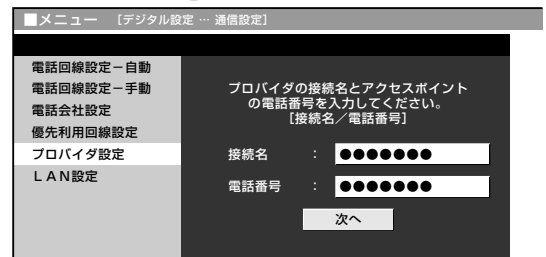 ■メニュー [デジタル設定 … 通信設定]
電話回線設定－自動
電話回線設定－手動
電話会社設定
優先利用回線設定
プロバイダ設定
ＬＡＮ設定
プロバイダの接続名とアクセスポイント
の電話番号を入力してください。
[接続名／電話番号]
接続名 ： ●●●●●●●
電話番号 ： ●●●●●●●
次へ